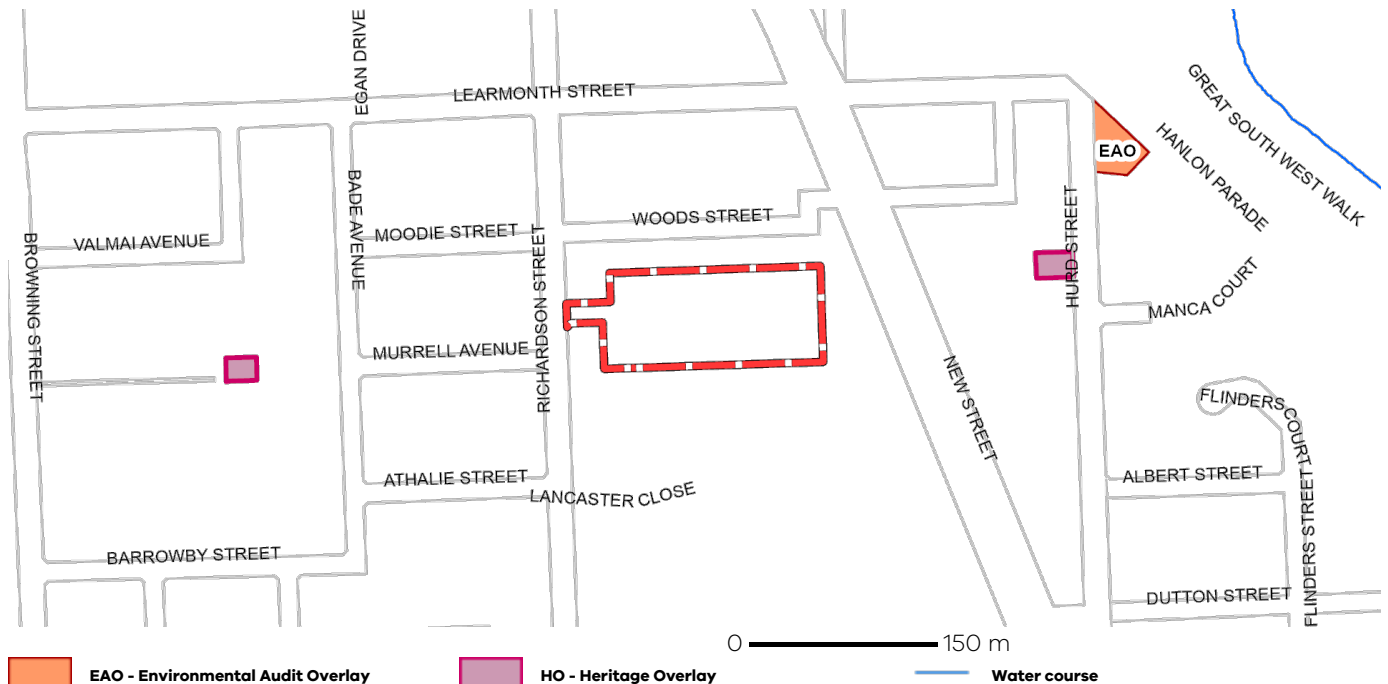 EGAN DRIVE
LEARMONTH STREET
GREAT SOUTH WEST WALK
HANLON PARADE
EAO
BADE AVENUE
VALMAI AVENUE
MOODIE STREET
WOODS STREET
HURD STREET
BROWNING STREET
RICHARDSON STREET
MANCA COURT
MURRELL AVENUE
NEW STREET
FLINDERS COURT
ATHALIE STREET
LANCASTER CLOSE
ALBERT STREET
FLINDERS STREET
BARROWBY STREET
DUTTON STREET
0 150 m
EAO - Environmental Audit Overlay
HO - Heritage Overlay
Water course